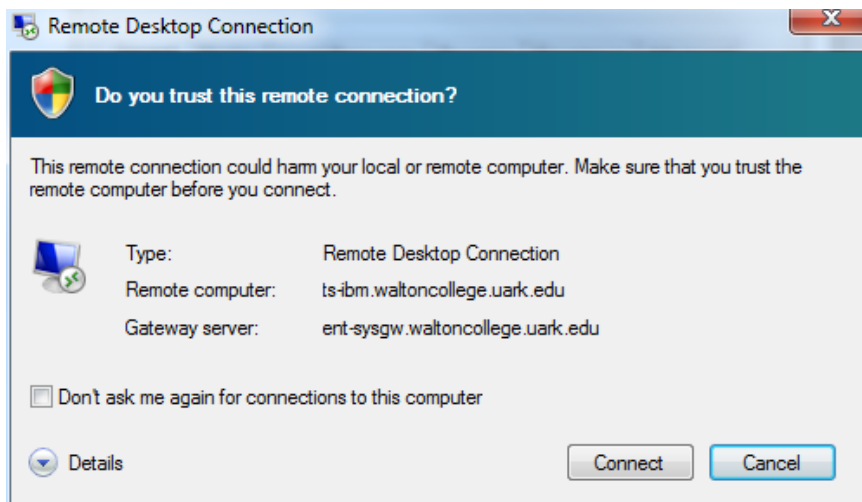 Remote Desktop Connection
Do you trust this remote connection?
This remote connection could harm your local or remote computer. Make sure that you trust the
remote computer before you connect.
Type: Remote Desktop Connection
Remote computer: ts-ibm.waltoncollege.uark.edu
Gateway server: ent-sysgw.waltoncollege.uark.edu
Don't ask me again for connections to this computer
Details Connect Cancel